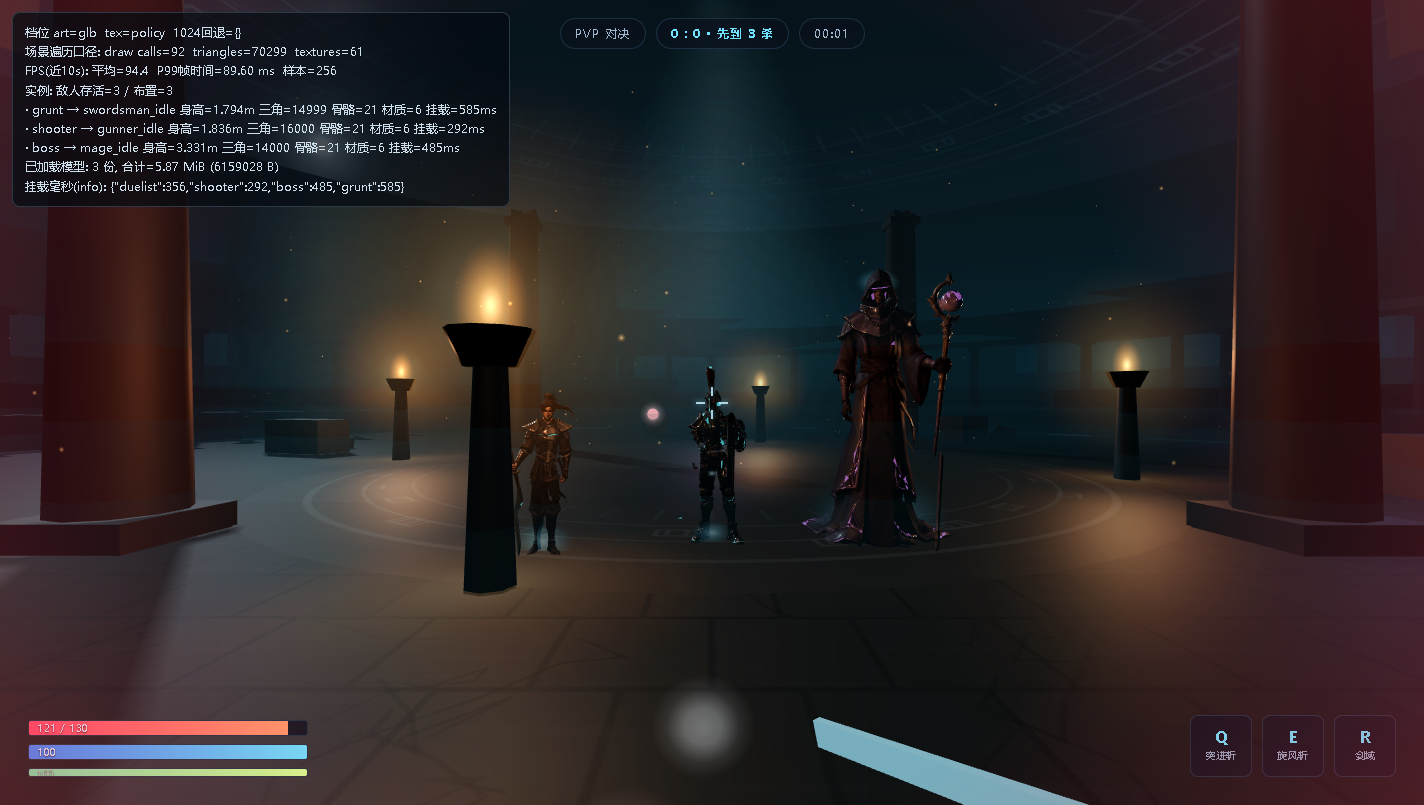 档位 art=glb tex=policy 1024回退={}
场景遍历口径: draw calls=92 triangles=70299 textures=61
FPS(近10s): 平均=94.4 P99帧时间=89.60 ms 样本=256
实例: 敌人存活=3 / 布置=3
· grunt → swordsman_idle 身高=1.794m 三角=14999 骨骼=21 材质=6 挂载=585ms
· shooter → gunner_idle 身高=1.836m 三角=16000 骨骼=21 材质=6 挂载=292ms
· boss → mage_idle 身高=3.331m 三角=14000 骨骼=21 材质=6 挂载=485ms
已加载模型: 3 份, 合计=5.87 MiB (6159028 B)
挂载毫秒(info): {"duelist":356,"shooter":292,"boss":485,"grunt":585}
PVP 对决
0 : 0 · 先到 3 杀
00:01
121 / 130
100
Q
突进斩
E
旋风斩
R
剑域